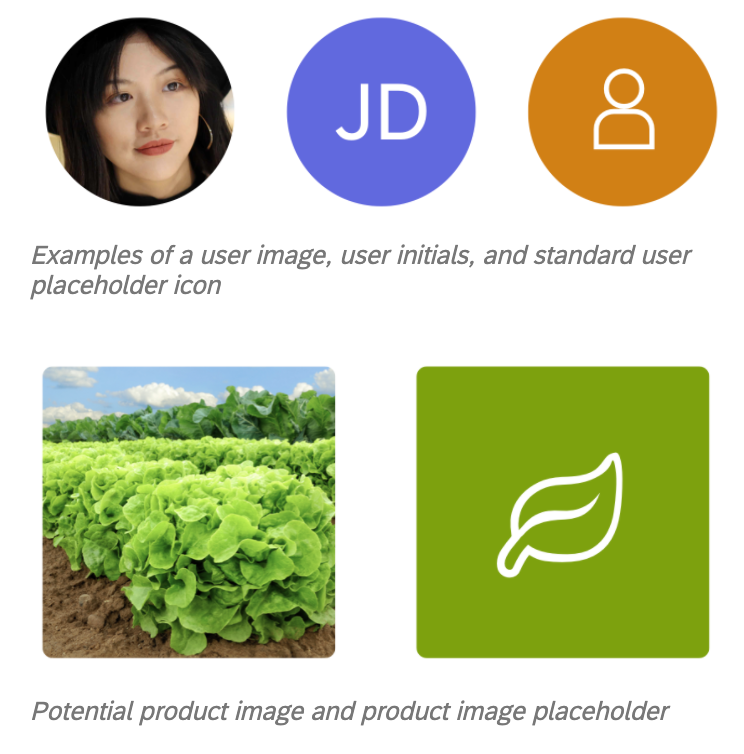 JD
Examples of a user image, user initials, and standard user
placeholder icon
Potential product image and product image placeholder